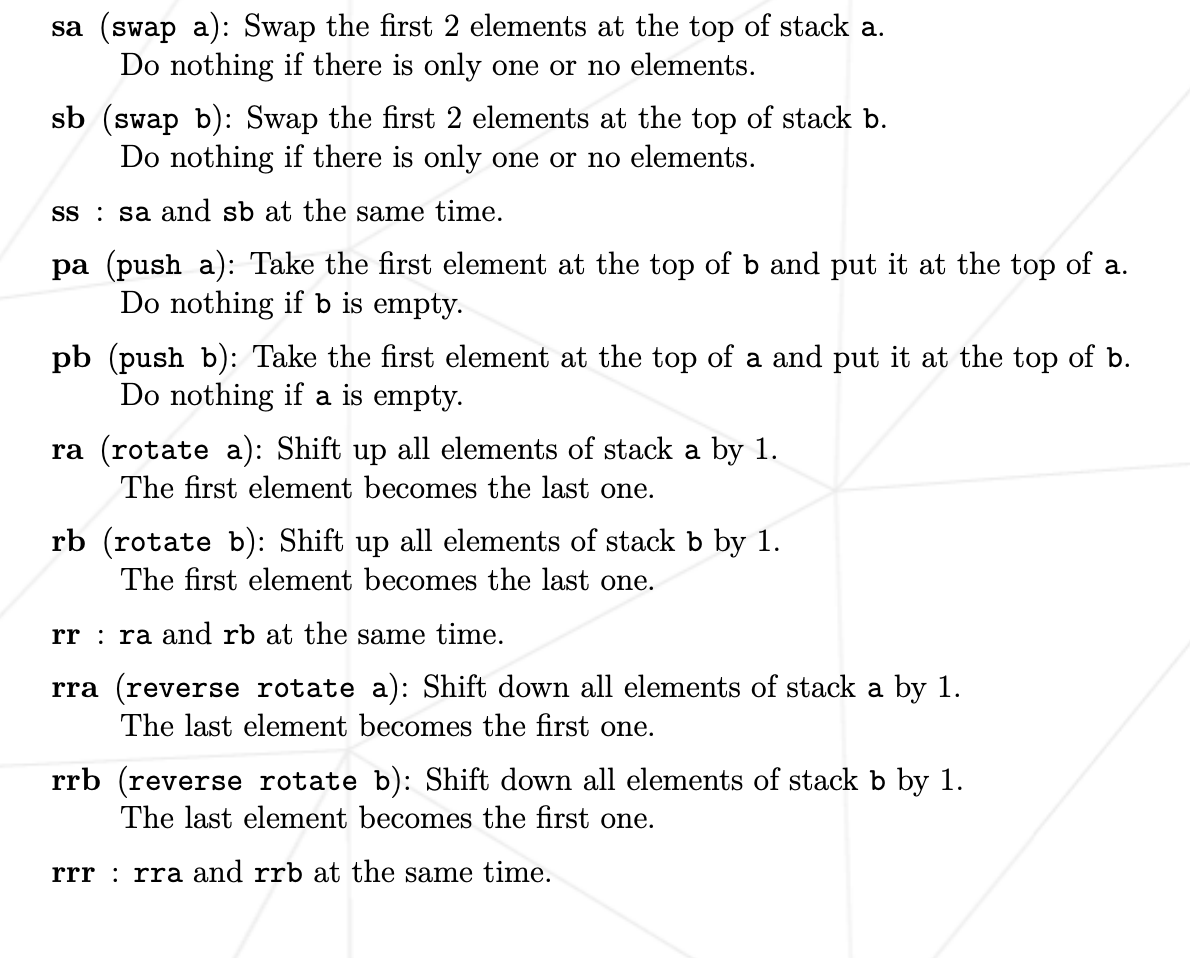 sa (swap a): Swap the first 2 elements at the top of stack a.
Do nothing if there is only one or no elements.
sb (swap b): Swap the first 2 elements at the top of stack b.
Do nothing if there is only one or no elements.
ss : sa and sb at the same time.
pa (push a): Take the first element at the top of b and put it at the top of a.
Do nothing if b is empty.
pb (push b): Take the first element at the top of a and put it at the top of b.
Do nothing if a is empty.
ra (rotate a): Shift up all elements of stack a by 1.
The first element becomes the last one.
rb (rotate b): Shift up all elements of stack b by 1.
The first element becomes the last one.
rr : ra and rb at the same time.
rra (reverse rotate a): Shift down all elements of stack a by 1.
The last element becomes the first one.
rrb (reverse rotate b): Shift down all elements of stack b by 1.
The last element becomes the first one.
rrr : rra and rrb at the same time.